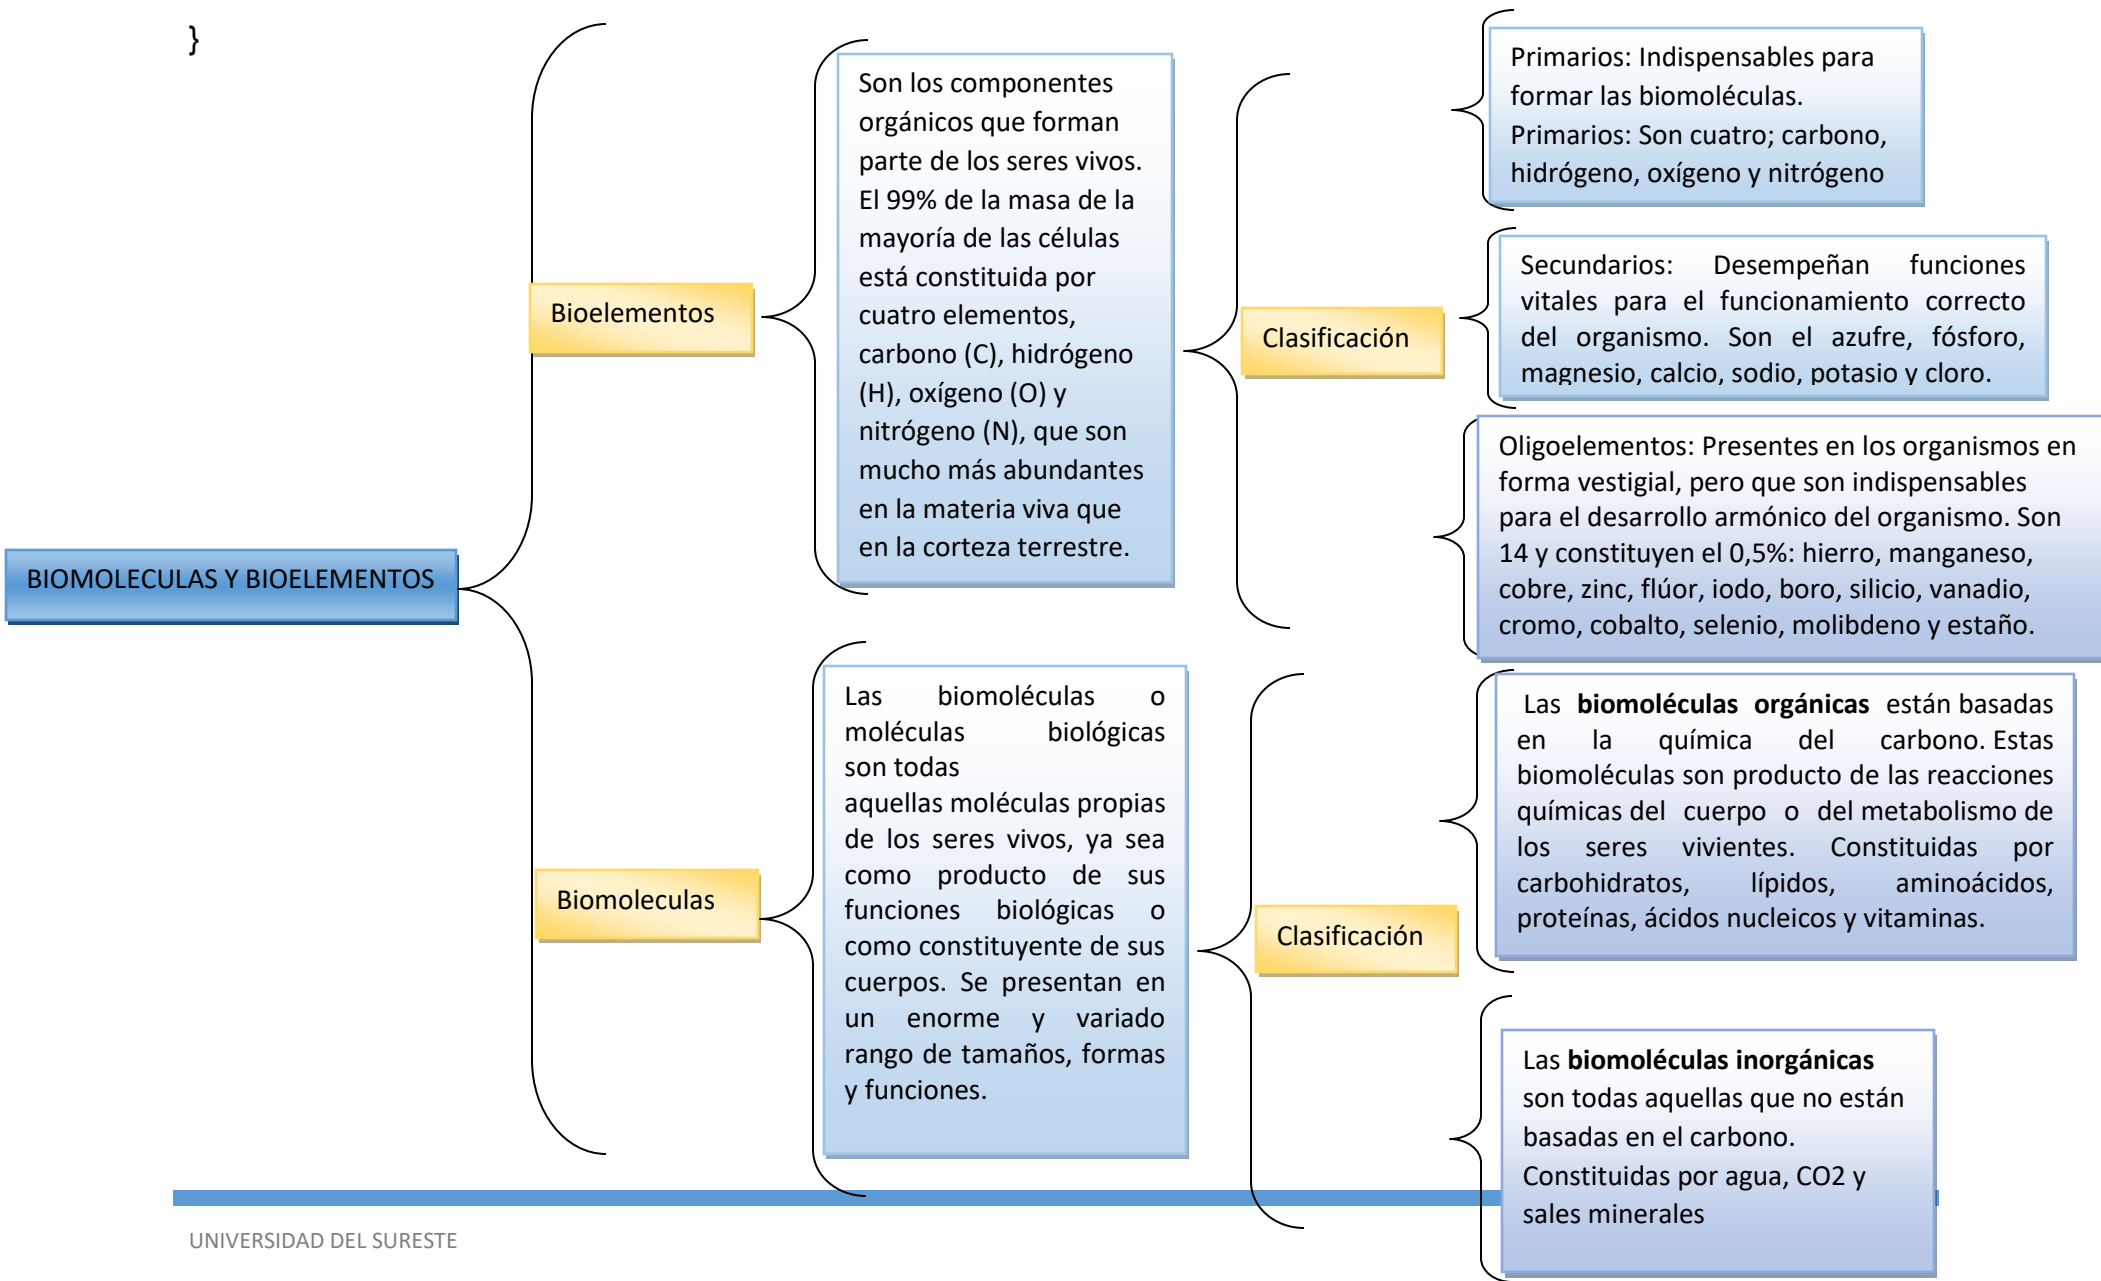 }
BIOMOLECULAS Y BIOELEMENTOS
Bioelementos
Son los componentes
orgánicos que forman
parte de los seres vivos.
El 99% de la masa de la
mayoría de las células
está constituida por
cuatro elementos,
carbono (C), hidrógeno
(H), oxígeno (O) y
nitrógeno (N), que son
mucho más abundantes
en la materia viva que
en la corteza terrestre.
Clasificación
Primarios: Indispensables para
formar las biomoléculas.
Primarios: Son cuatro; carbono,
hidrógeno, oxígeno y nitrógeno
Secundarios: Desempeñan funciones
vitales para el funcionamiento correcto
del organismo. Son el azufre, fósforo,
magnesio, calcio, sodio, potasio y cloro.
Oligoelementos: Presentes en los organismos en
forma vestigial, pero que son indispensables
para el desarrollo armónico del organismo. Son
14 y constituyen el 0,5%: hierro, manganeso,
cobre, zinc, flúor, iodo, boro, silicio, vanadio,
cromo, cobalto, selenio, molibdeno y estaño.
Biomoleculas
Las biomoléculas o
moléculas biológicas
son todas
aquellas moléculas propias
de los seres vivos, ya sea
como producto de sus
funciones biológicas o
como constituyente de sus
cuerpos. Se presentan en
un enorme y variado
rango de tamaños, formas
y funciones.
Clasificación
Las biomoléculas orgánicas están basadas
en la química del carbono. Estas
biomoléculas son producto de las reacciones
químicas del cuerpo o del metabolismo de
los seres vivientes. Constituidas por
carbohidratos, lípidos, aminoácidos,
proteínas, ácidos nucleicos y vitaminas.
Las biomoléculas inorgánicas
son todas aquellas que no están
basadas en el carbono.
Constituidas por agua, CO2 y
sales minerales
UNIVERSIDAD DEL SURESTE